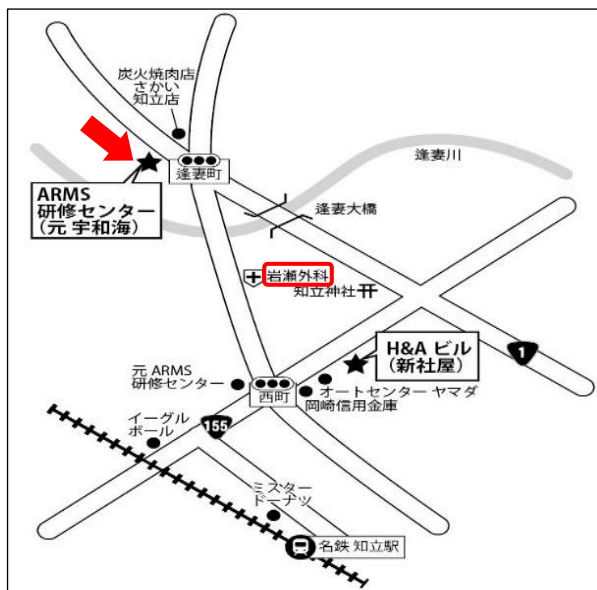 炭火焼肉店
さかい
知立店
逢妻川
逢妻町
ARMS
研修センター
(元 宇和海)
逢妻大橋
岩瀬外科
知立神社
H&A ビル
(新社屋)
1
元 ARMS
研修センター
西町
オートセンター ヤマダ
岡崎信用金庫
155
イーグル
ボール
ミスター
ドーナツ
名鉄 知立駅